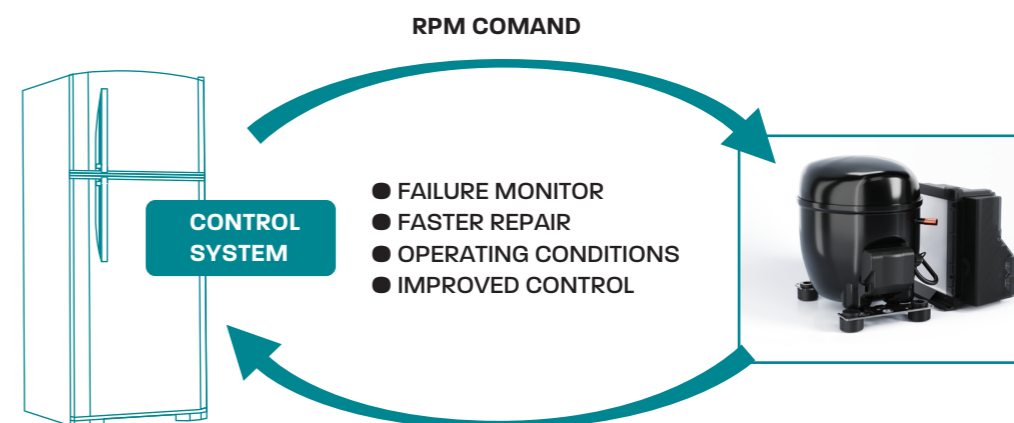 RPM COMAND
CONTROL
SYSTEM
● FAILURE MONITOR
● FASTER REPAIR
● OPERATING CONDITIONS
● IMPROVED CONTROL